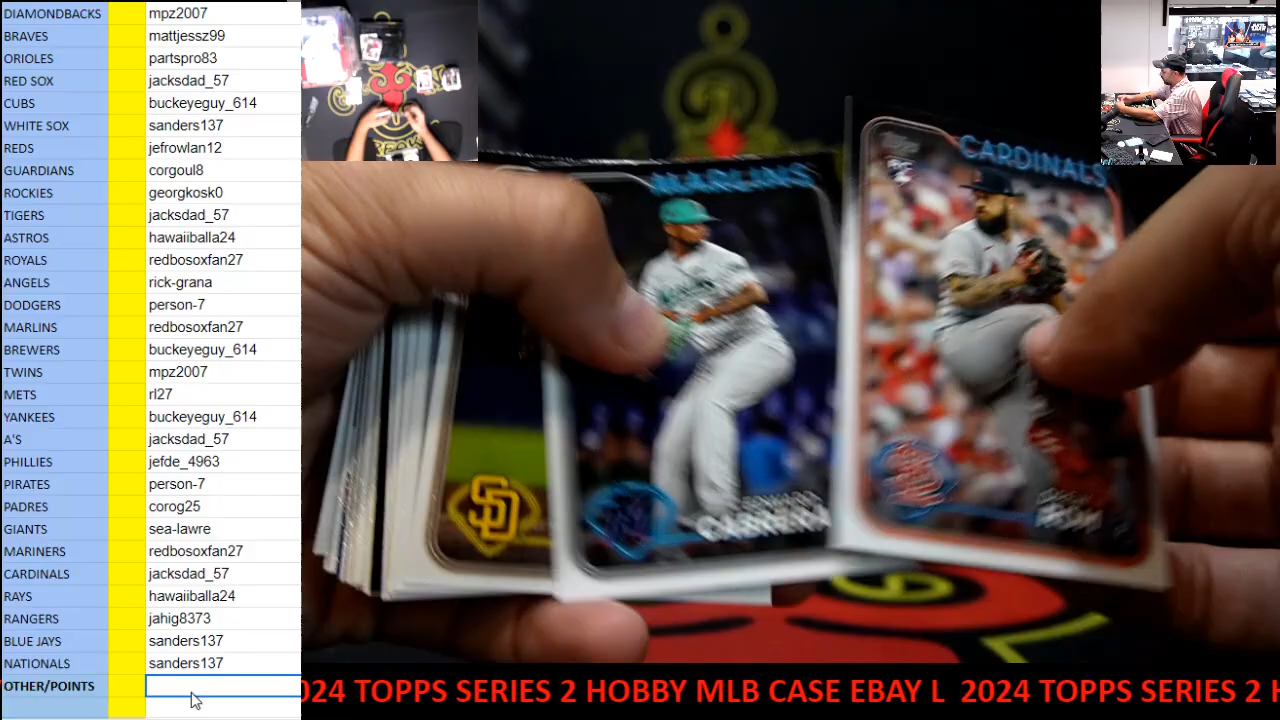 DIAMONDBACKS mpz2007
BRAVES mattjessz99
ORIOLES partspro83
RED SOX jacksdad_57
CUBS buckeyeguy_614
WHITE SOX sanders137
REDS jefrowlan12
GUARDIANS corgoul8
ROCKIES georgkosk0
TIGERS jacksdad_57
ASTROS hawaiiballa24
ROYALS redbosoxfan27
ANGELS rick-grana
DODGERS person-7
MARLINS redbosoxfan27
BREWERS buckeyeguy_614
TWINS mpz2007
METS rl27
YANKEES buckeyeguy_614
A'S jacksdad_57
PHILLIES jefde_4963
PIRATES person-7
PADRES corog25
GIANTS sea-lawre
MARINERS redbosoxfan27
CARDINALS jacksdad_57
RAYS hawaiiballa24
RANGERS jahig8373
BLUE JAYS sanders137
NATIONALS sanders137
OTHER/POINTS
MARLINS
CABRERA
SD
CARDINALS
ROM
024 TOPPS SERIES 2 HOBBY MLB CASE EBAY L 2024 TOPPS SERIES 2 H